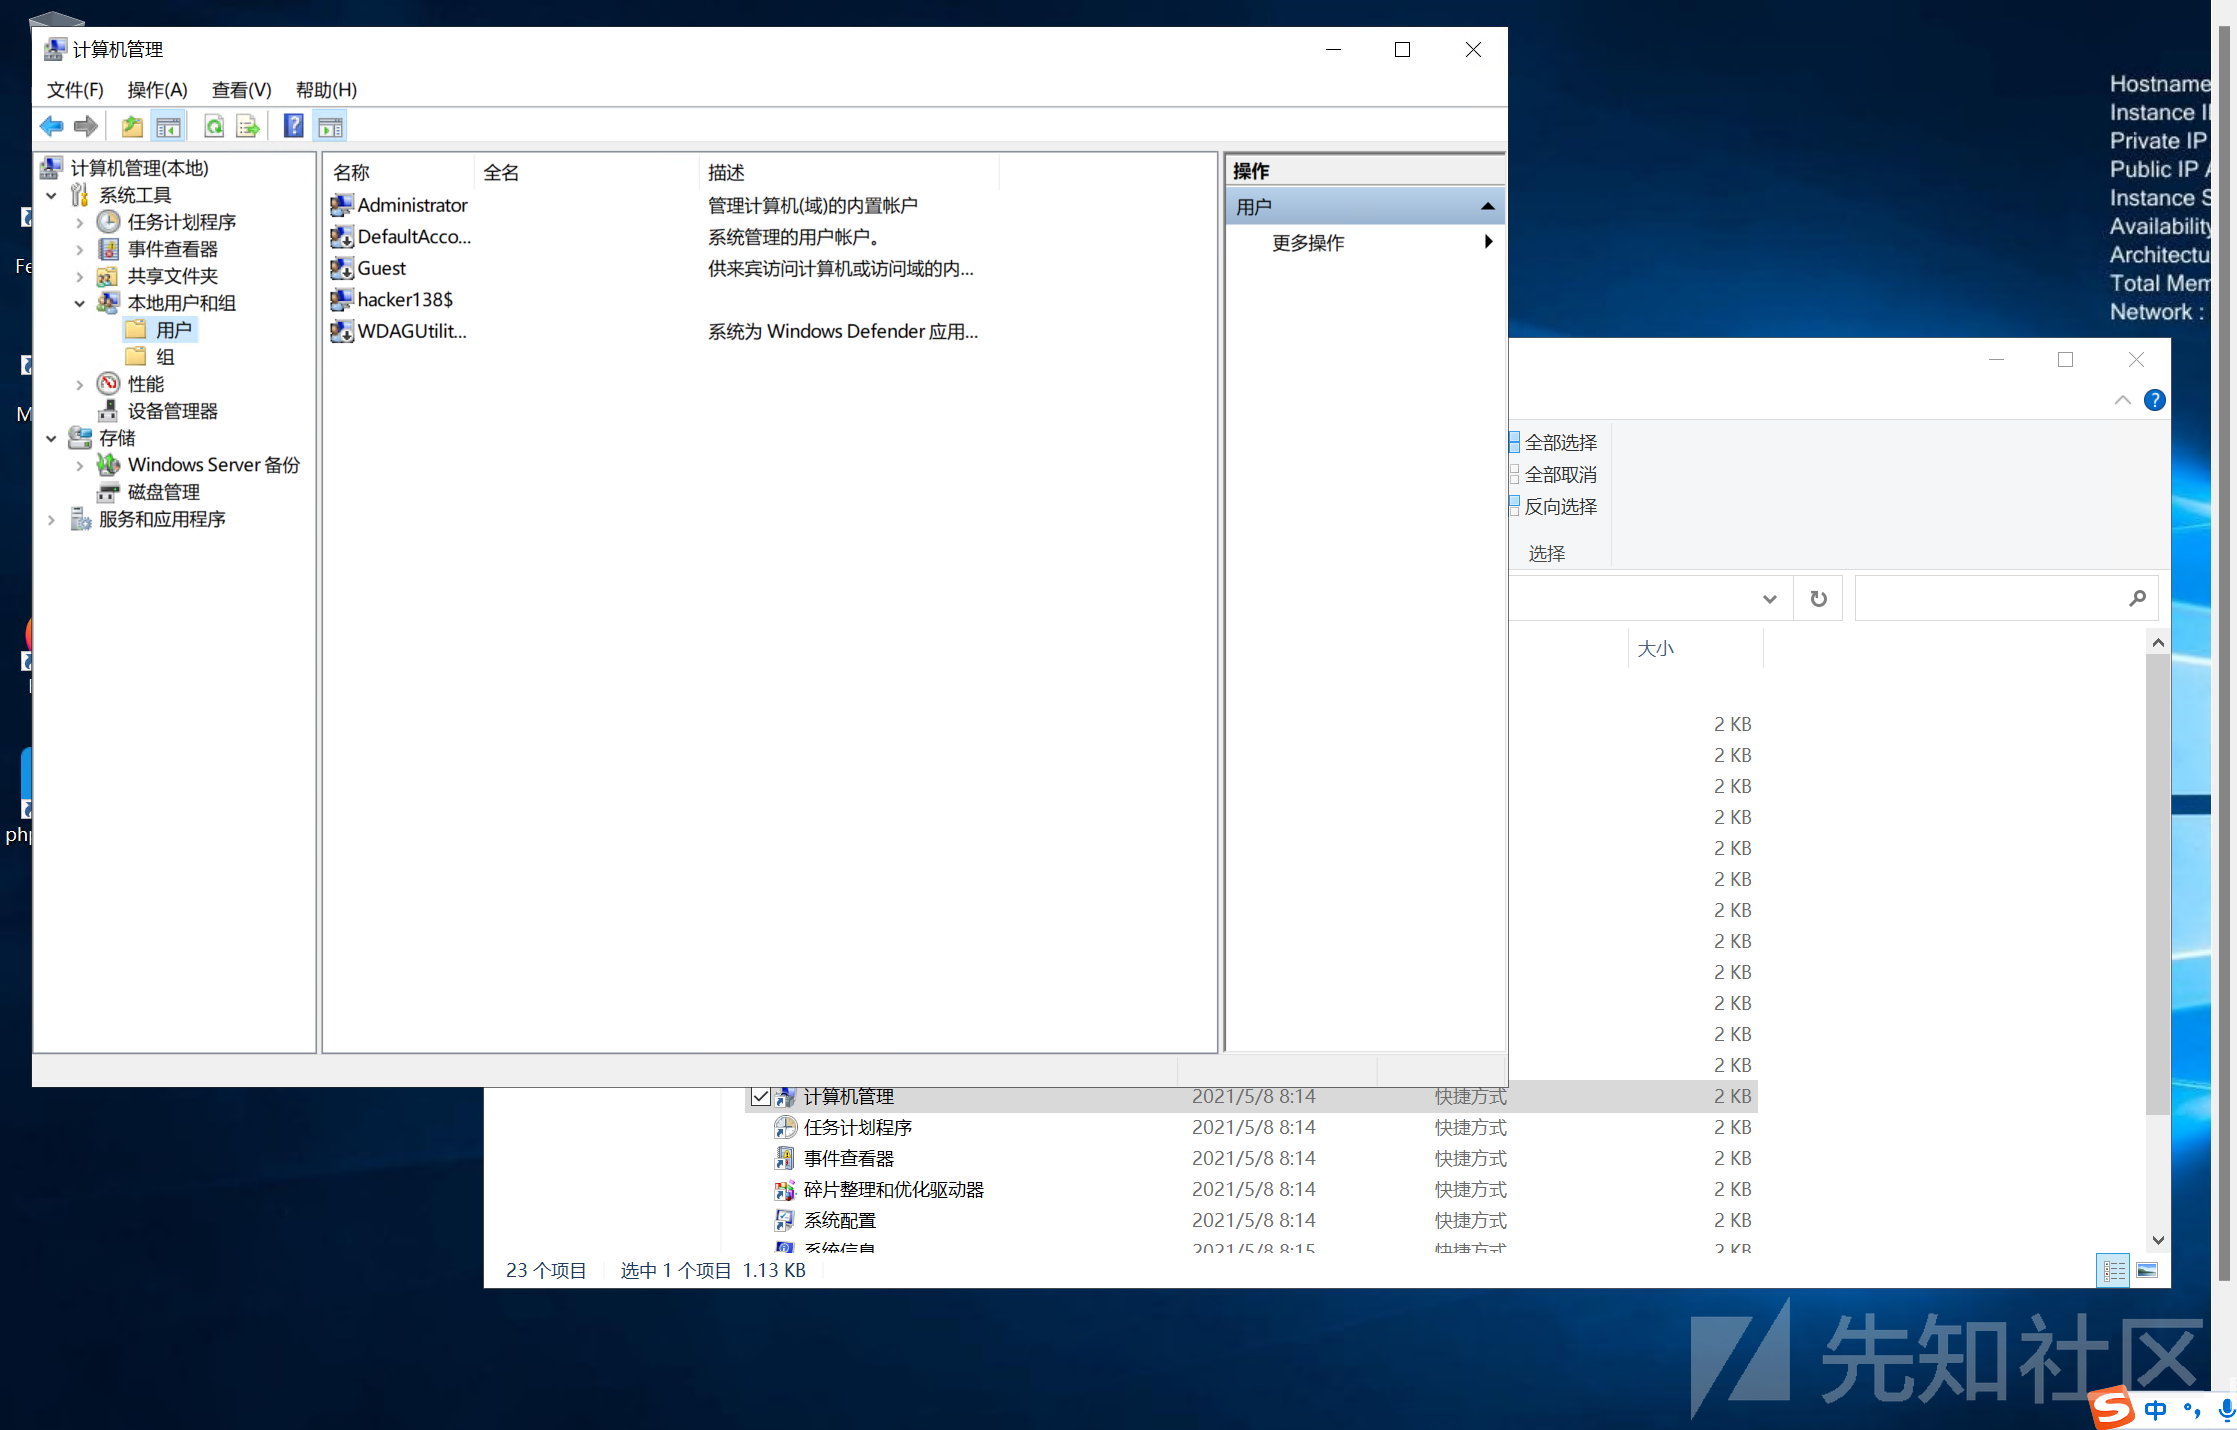 计算机管理
文件(F) 操作(A) 查看(V) 帮助(H)
计算机管理(本地)
系统工具
任务计划程序
事件查看器
共享文件夹
本地用户和组
用户
组
性能
设备管理器
存储
Windows Server 备份
磁盘管理
服务和应用程序
名称 全名 描述
Administrator 管理计算机(域)的内置帐户
DefaultAcco... 系统管理的用户帐户。
Guest 供来宾访问计算机或访问域的内...
hacker138$
WDAGUtilit... 系统为 Windows Defender 应用...
操作
用户
更多操作
Hostname
Instance I
Private IP
Public IP A
Instance S
Availability
Architectu
Total Mem
Network :
Fe
M
php
全部选择
全部取消
反向选择
选择
大小
2 KB
2 KB
2 KB
2 KB
2 KB
2 KB
2 KB
2 KB
2 KB
2 KB
2 KB
2 KB
计算机管理 2021/5/8 8:14 快捷方式 2 KB
任务计划程序 2021/5/8 8:14 快捷方式 2 KB
事件查看器 2021/5/8 8:14 快捷方式 2 KB
碎片整理和优化驱动器 2021/5/8 8:14 快捷方式 2 KB
系统配置 2021/5/8 8:14 快捷方式 2 KB
系统信息 2021/5/8 8:15 快捷方式 2 KB
23 个项目 选中 1 个项目 1.13 KB
先知社区
中